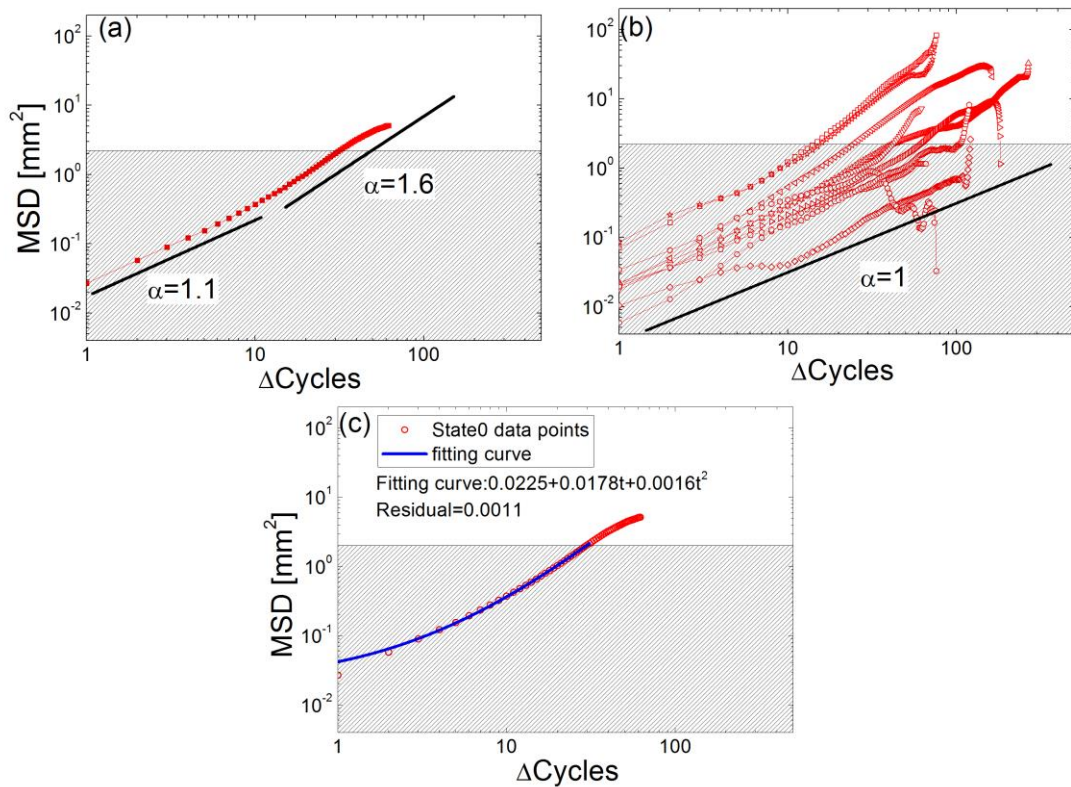 (a)
10²
10¹
10⁰
10⁻¹
10⁻²
MSD [mm²]
α=1.6
α=1.1
1
10
100
ΔCycles
(b)
10²
10¹
10⁰
10⁻¹
10⁻²
MSD [mm²]
α=1
1
10
100
ΔCycles
(c)
10²
10¹
10⁰
10⁻¹
10⁻²
MSD [mm²]
State0 data points
fitting curve
Fitting curve:0.0225+0.0178t+0.0016t²
Residual=0.0011
1
10
100
ΔCycles